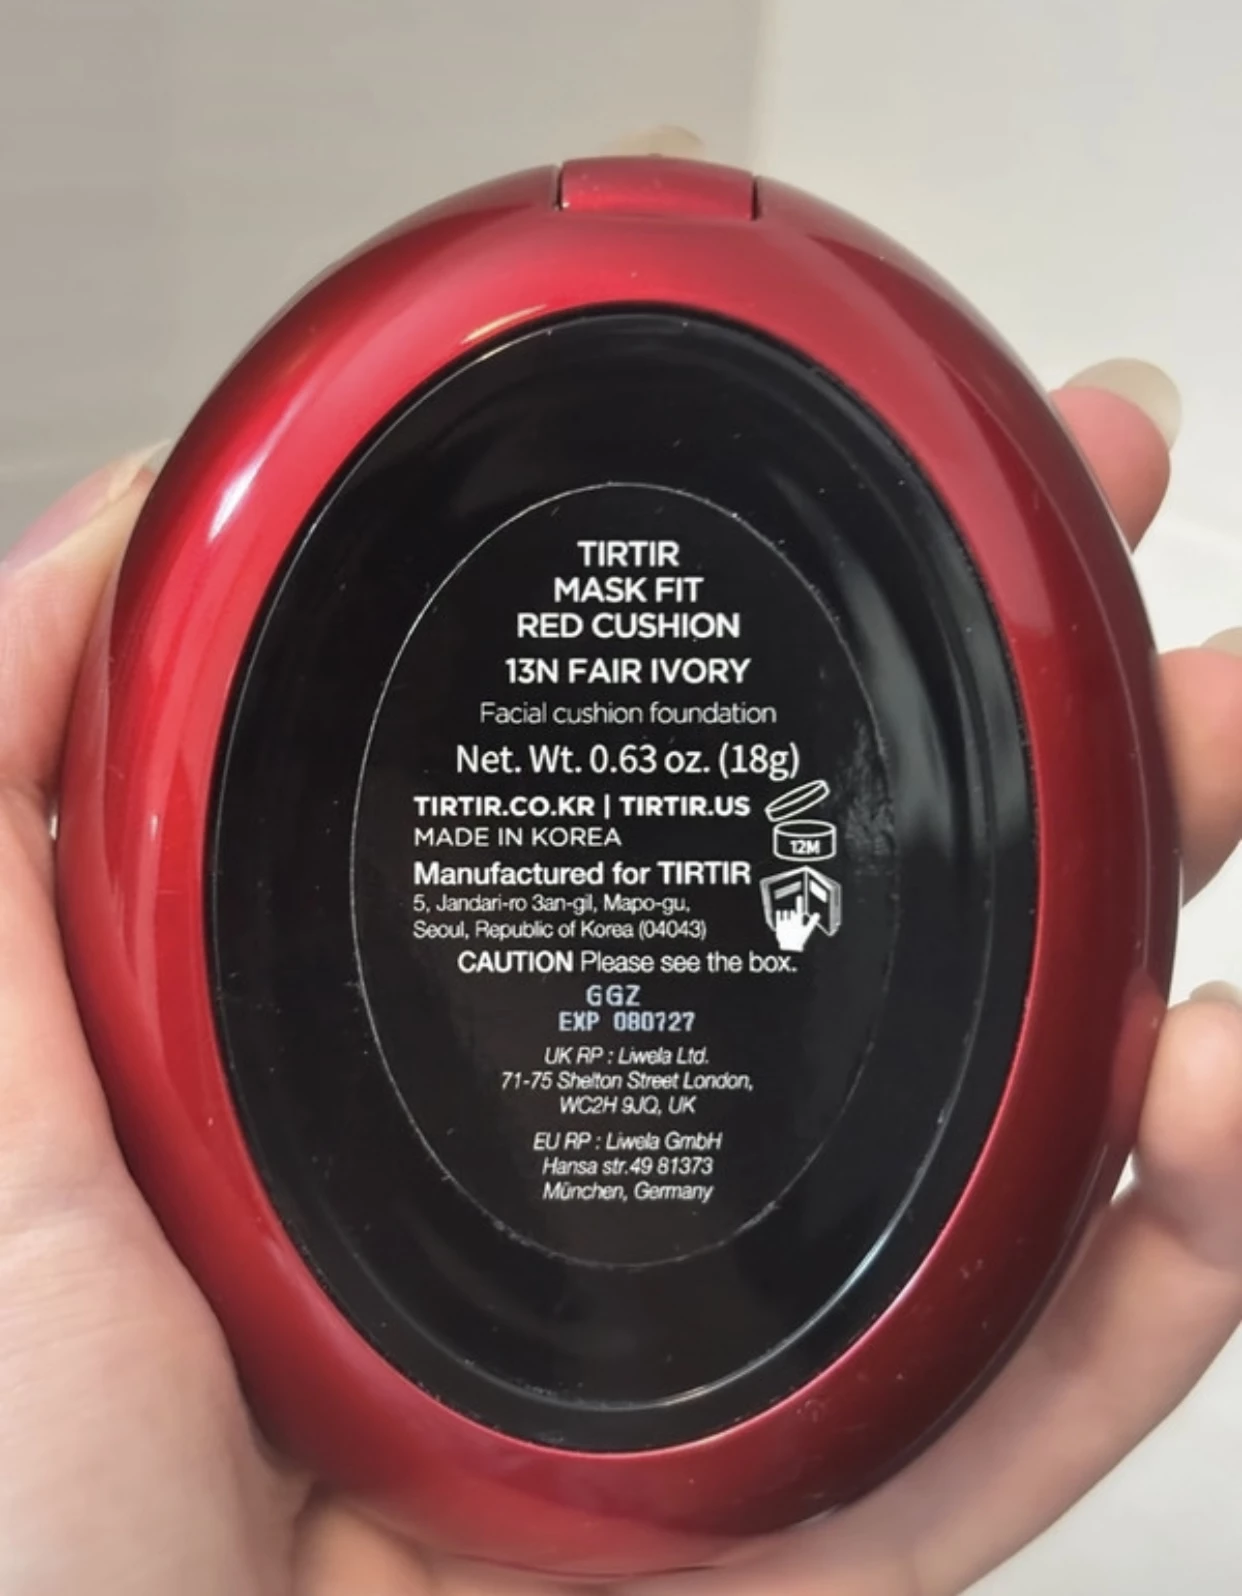 TIRTIR
MASK FIT
RED CUSHION
13N FAIR IVORY
Facial cushion foundation
Net. Wt. 0.63 oz. (18g)
TIRTIR.CO.KR | TIRTIR.US
MADE IN KOREA
12M
Manufactured for TIRTIR
5, Jandari-ro 3an-gil, Mapo-gu,
Seoul, Republic of Korea (04043)
CAUTION Please see the box.
GGZ
EXP 080727
UK RP : Liwela Ltd.
71-75 Shelton Street London,
WC2H 9JQ, UK
EU RP : Liwela GmbH
Hansa str.49 81373
München, Germany